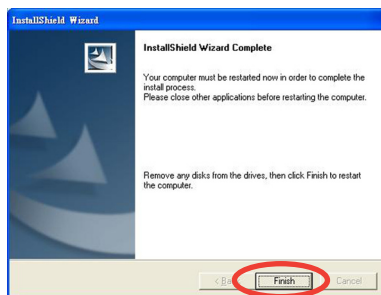 InstallShield Wizard
InstallShield Wizard Complete
Your computer must be restarted now in order to complete the
install process.
Please close other applications before restarting the computer.
Remove any disks from the drives, then click Finish to restart
the computer.
Finish
Cancel